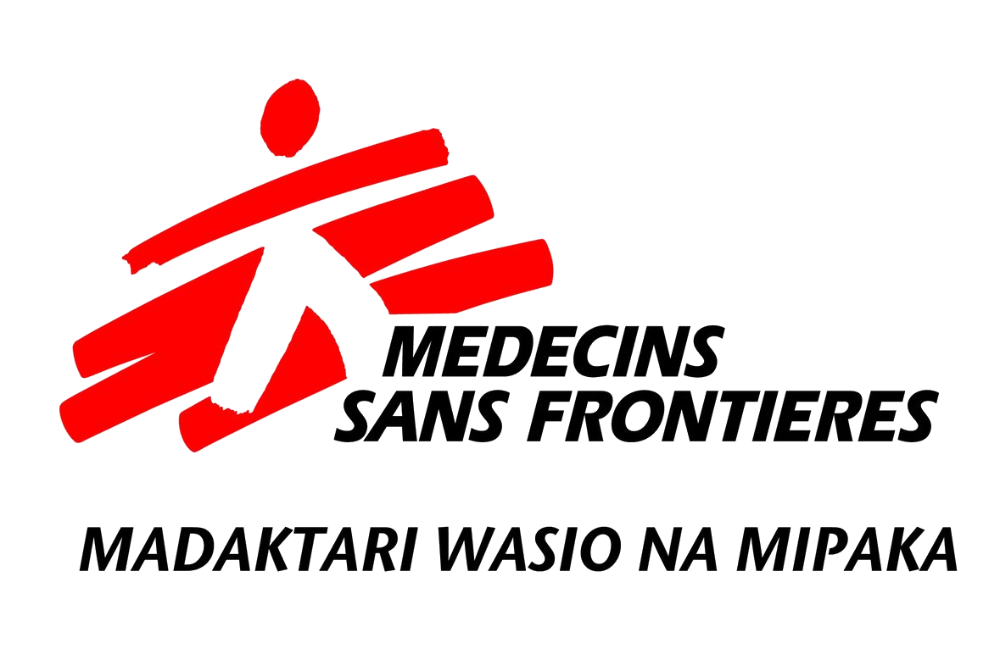 MEDECINS
SANS FRONTIERES
MADAKTARI WASIO NA MIPAKA